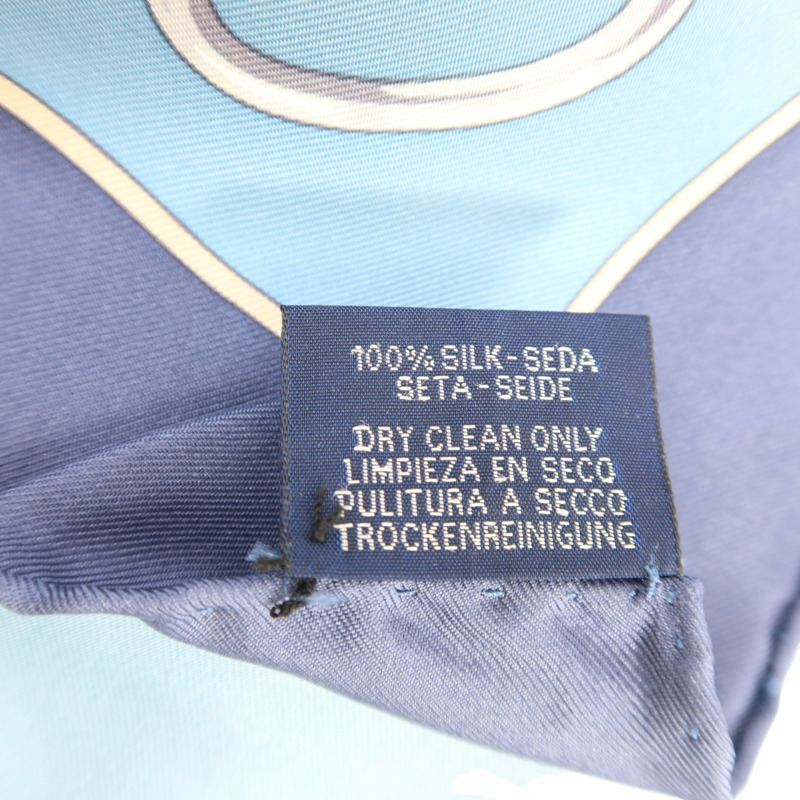 100% SILK-SEDA
SETA-SEIDE
DRY CLEAN ONLY
LIMPIEZA EN SECO
PULITURA A SECCO
TROCKENREINIGUNG